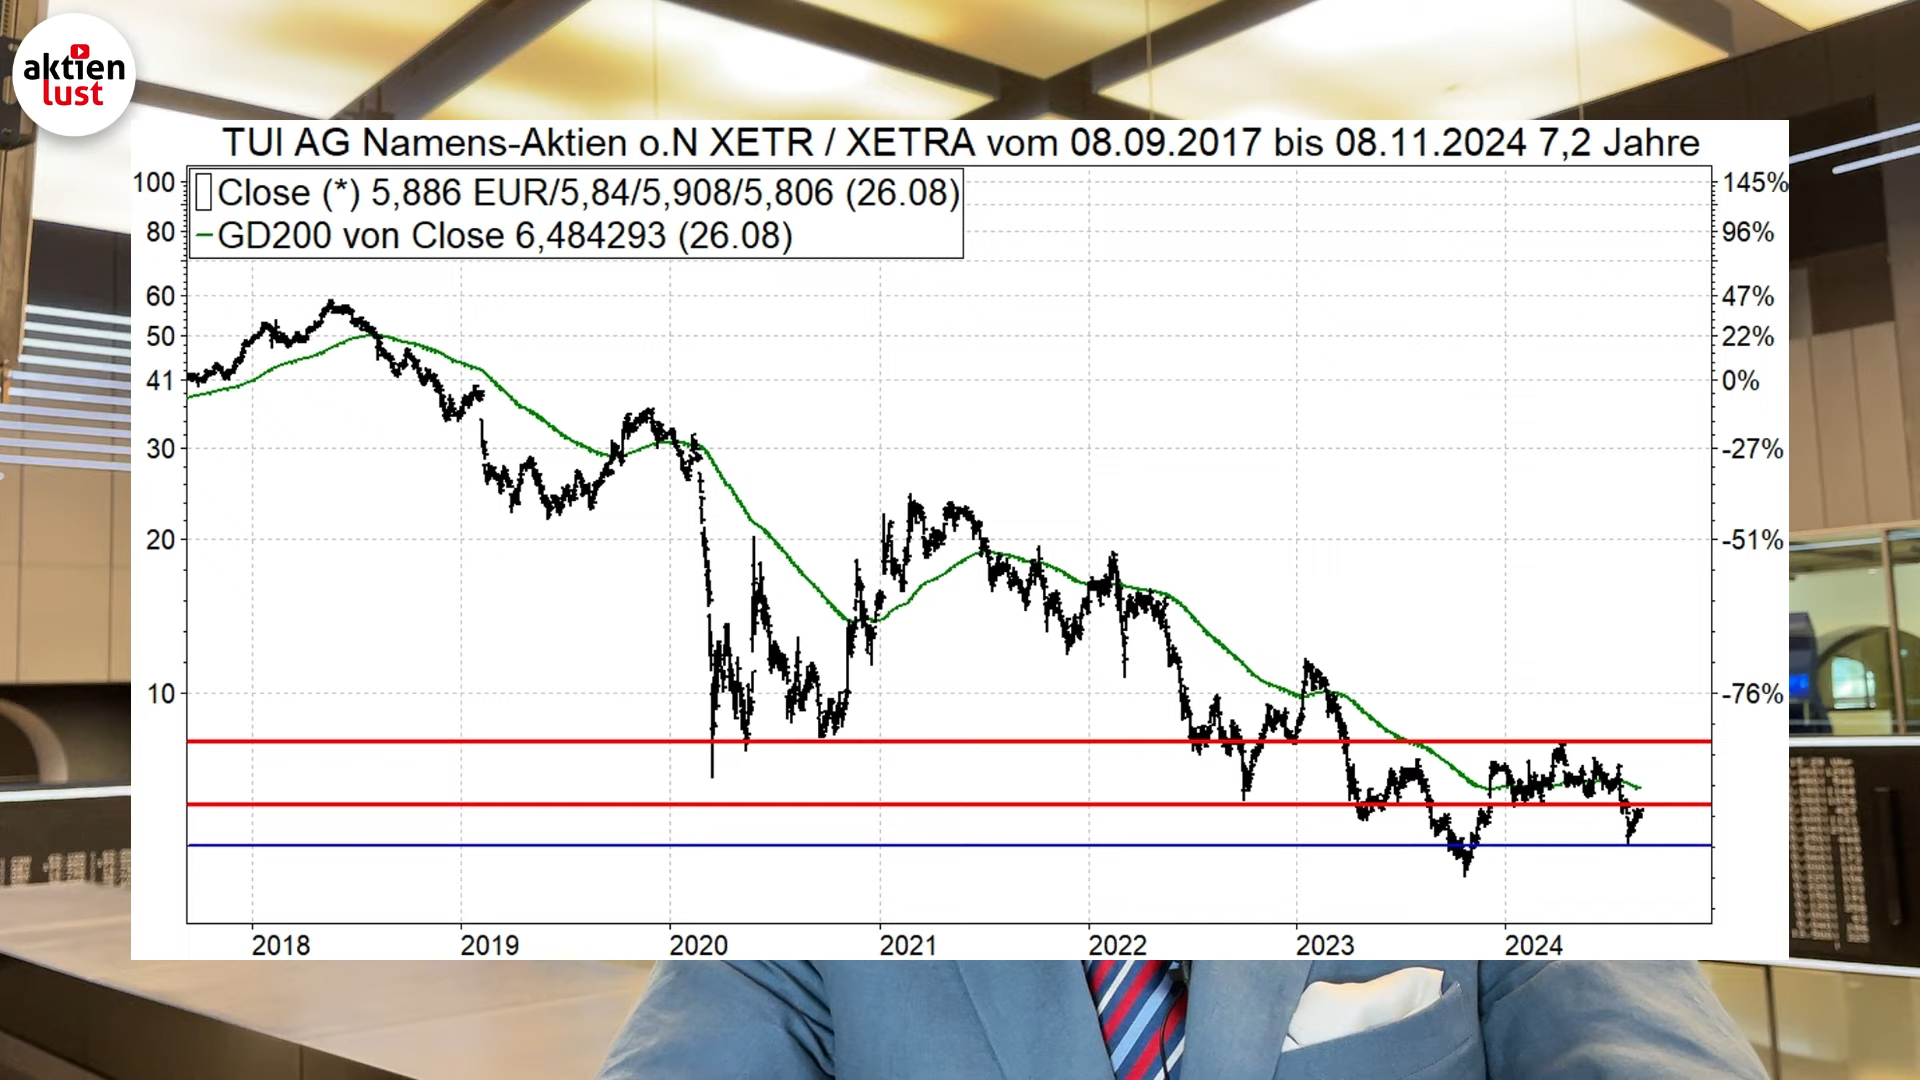 aktien
lust
TUI AG Namens-Aktien o.N XETR / XETRA vom 08.09.2017 bis 08.11.2024 7,2 Jahre
Close (*) 5,886 EUR/5,84/5,908/5,806 (26.08)
GD200 von Close 6,484293 (26.08)
100 145%
80 96%
60 47%
50 22%
41 0%
30 -27%
20 -51%
10 -76%
2018 2019 2020 2021 2022 2023 2024